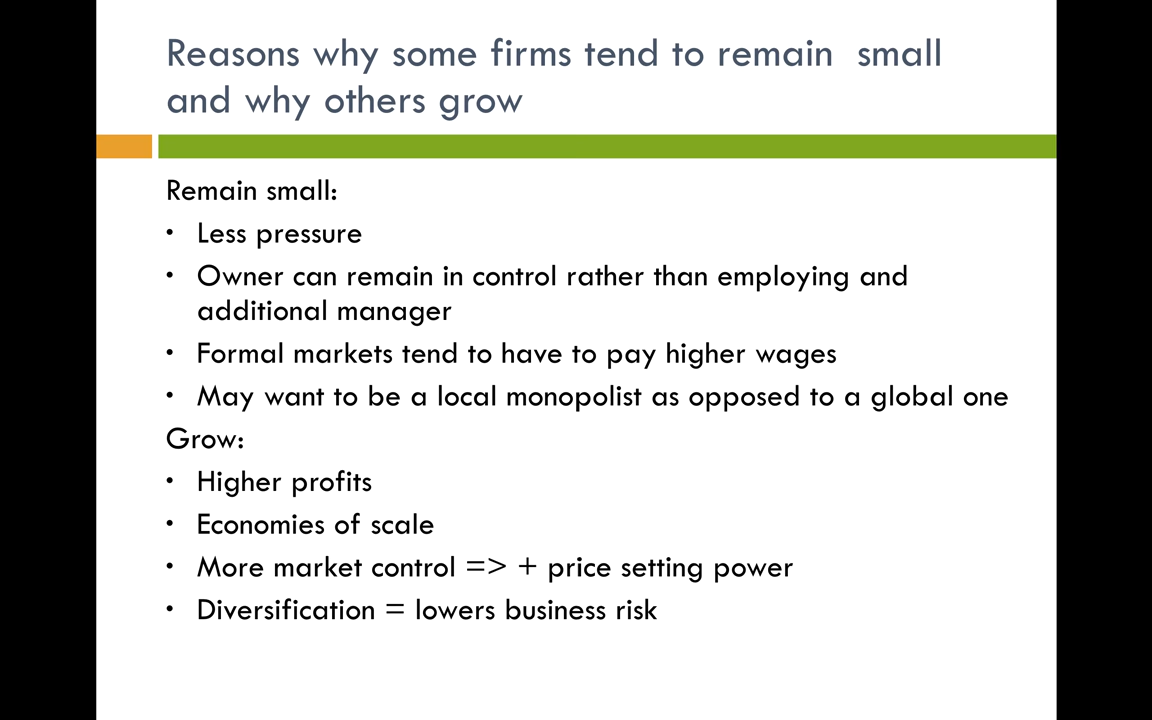 Reasons why some firms tend to remain  small
and why others grow
Remain small:
• Less pressure
• Owner can remain in control rather than employing and
additional manager
• Formal markets tend to have to pay higher wages
• May want to be a local monopolist as opposed to a global one
Grow:
• Higher profits
• Economies of scale
• More market control => + price setting power
• Diversification = lowers business risk